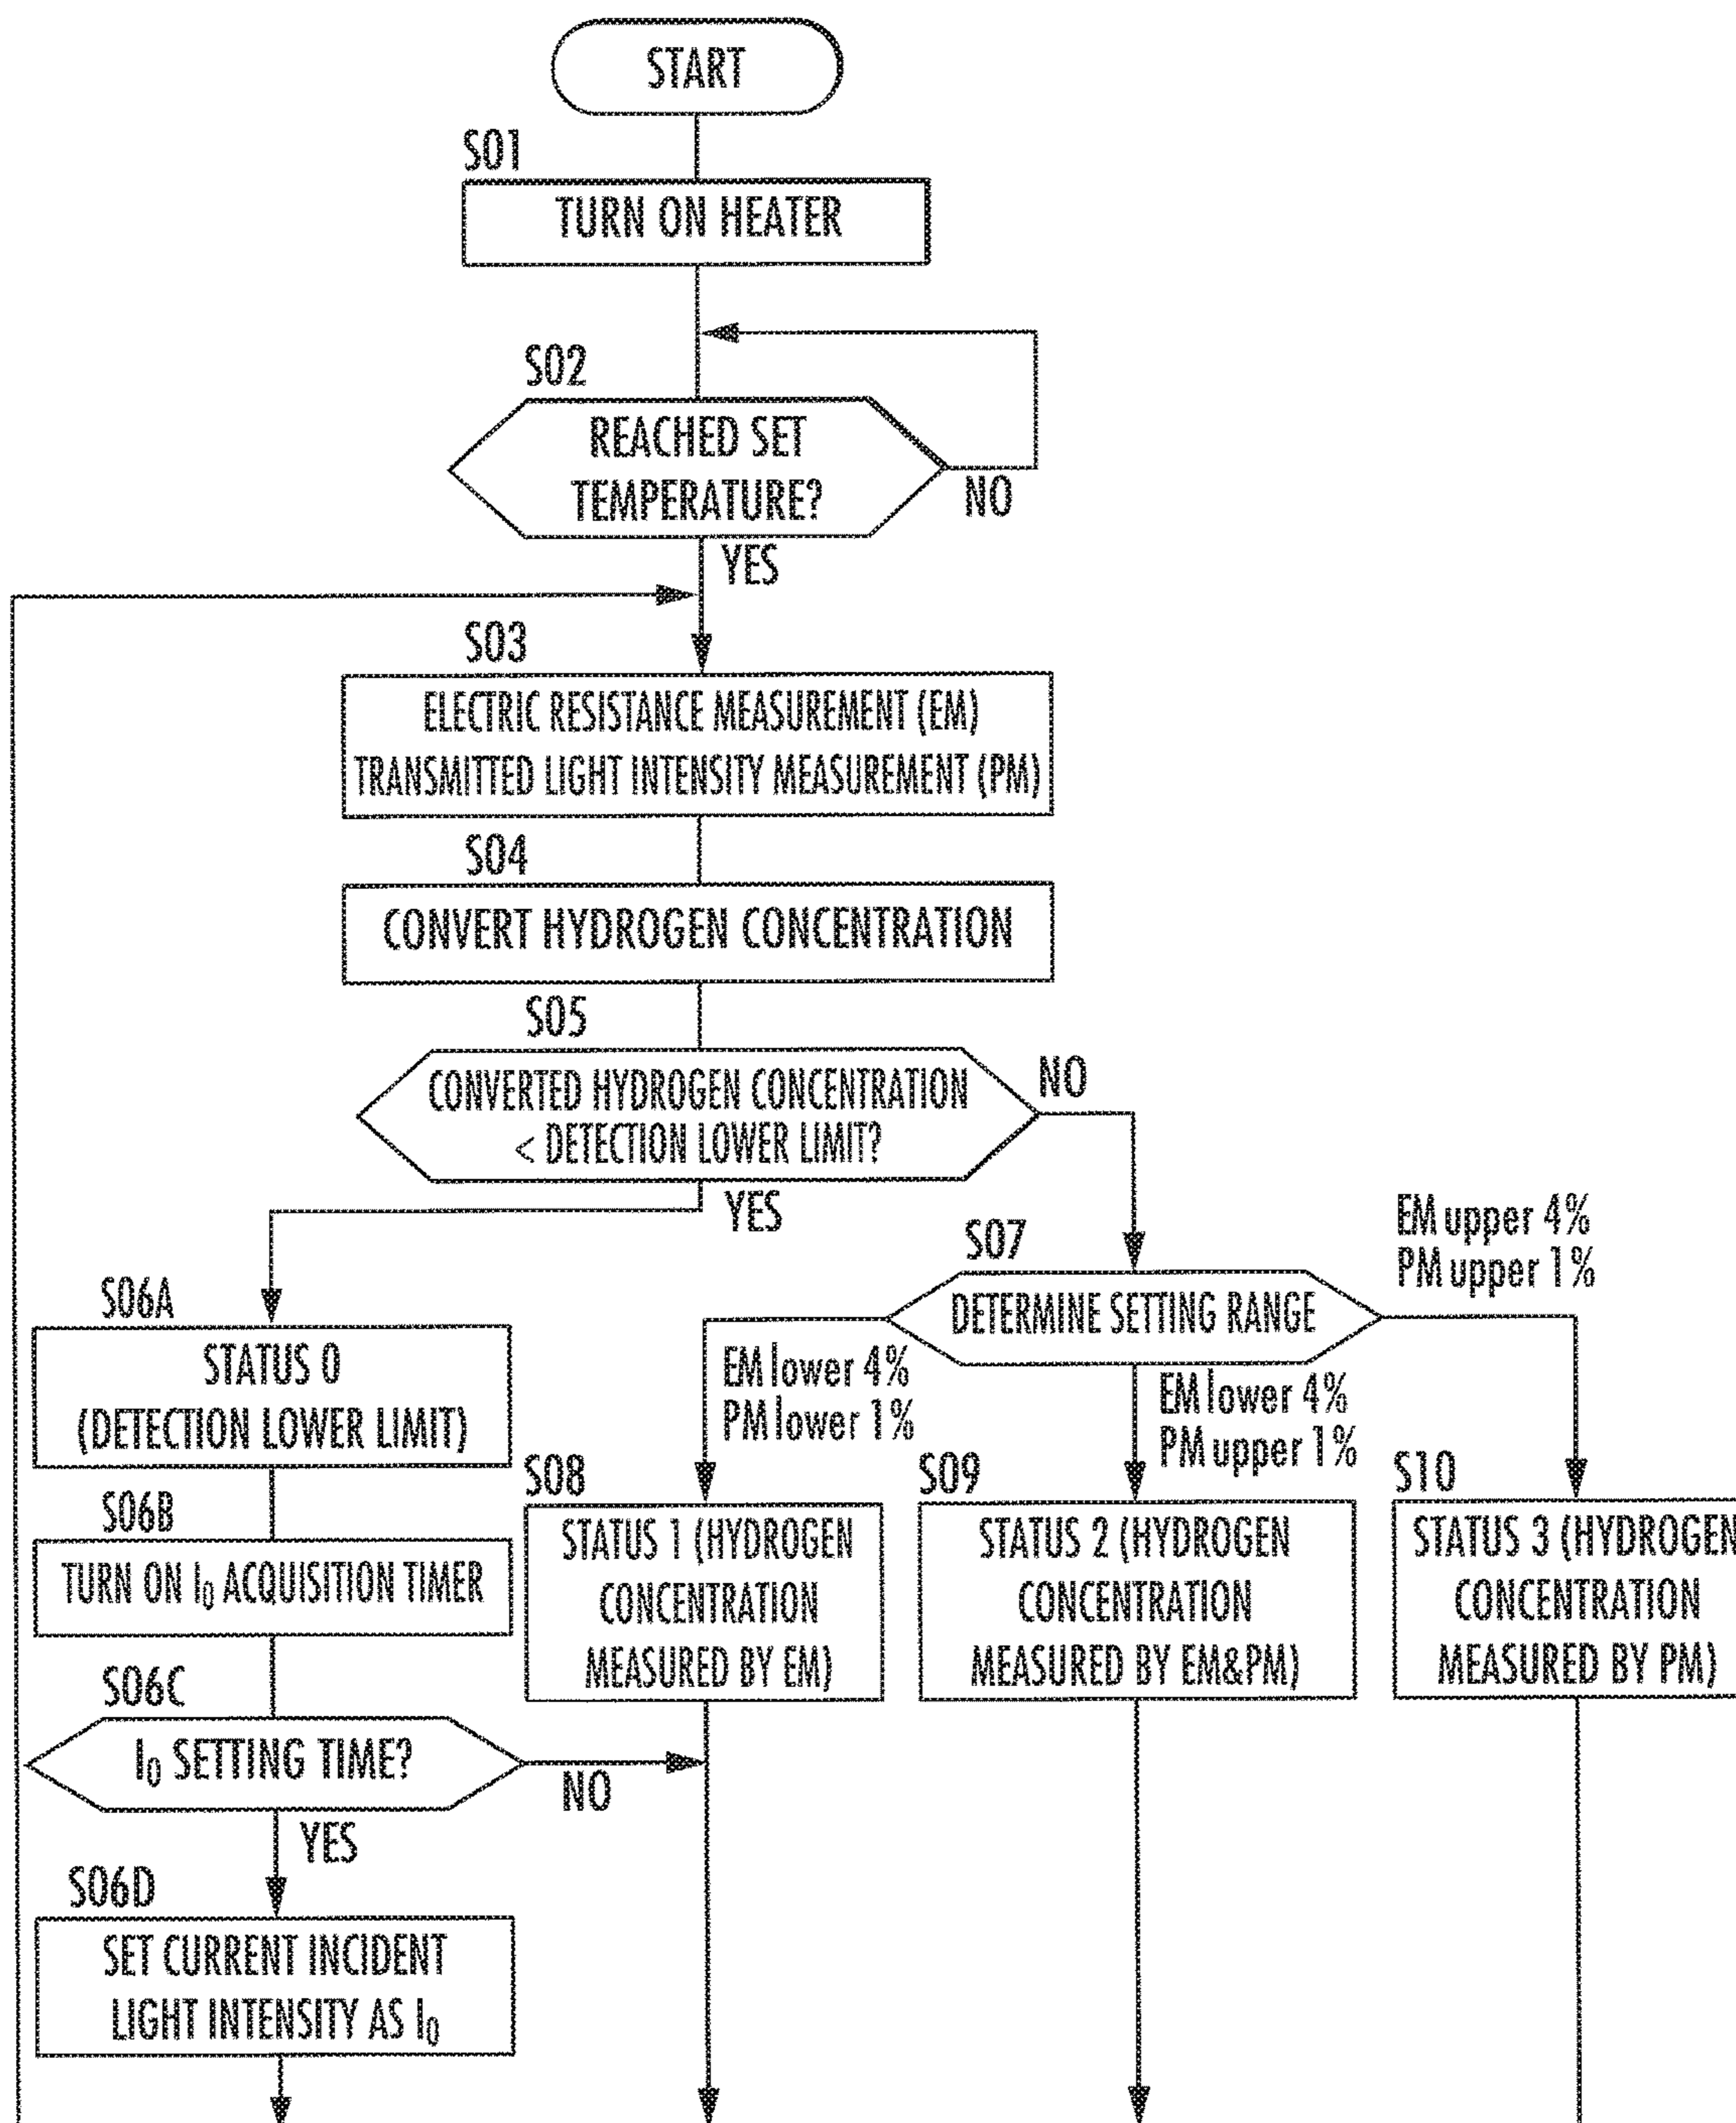 START
S01
TURN ON HEATER
S02
REACHED SET
TEMPERATURE?
NO
YES
S03
ELECTRIC RESISTANCE MEASUREMENT (EM)
TRANSMITTED LIGHT INTENSITY MEASUREMENT (PM)
S04
CONVERT HYDROGEN CONCENTRATION
S05
CONVERTED HYDROGEN CONCENTRATION
< DETECTION LOWER LIMIT?
NO
YES
S06A
STATUS 0
(DETECTION LOWER LIMIT)
S06B
TURN ON I₀ ACQUISITION TIMER
S06C
I₀ SETTING TIME?
NO
YES
S06D
SET CURRENT INCIDENT
LIGHT INTENSITY AS I₀
S07
DETERMINE SETTING RANGE
EM lower 4%
PM lower 1%
S08
STATUS 1 (HYDROGEN
CONCENTRATION
MEASURED BY EM)
EM lower 4%
PM upper 1%
S09
STATUS 2 (HYDROGEN
CONCENTRATION
MEASURED BY EM&PM)
EM upper 4%
PM upper 1%
S10
STATUS 3 (HYDROGEN
CONCENTRATION
MEASURED BY PM)